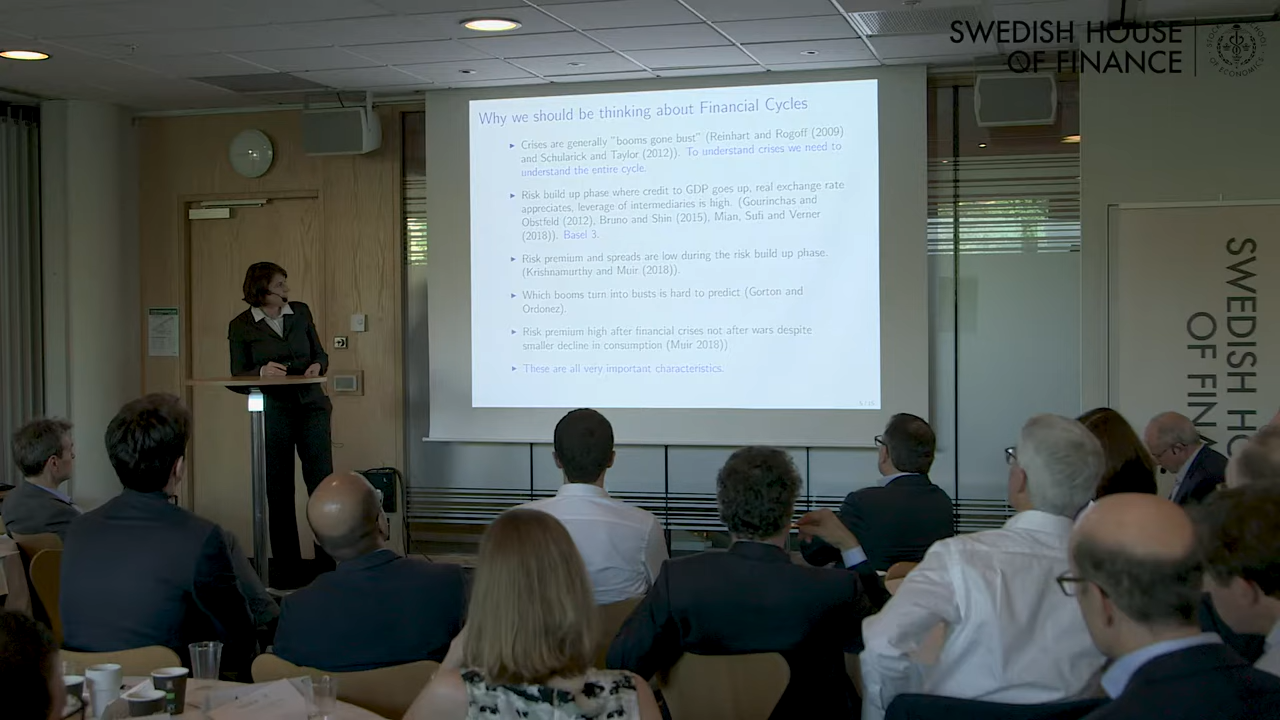 SWEDISH HOUSE
OF FINANCE
Why we should be thinking about Financial Cycles
▸ Crises are generally "booms gone bust" (Reinhart and Rogoff (2009)
and Schularick and Taylor (2012)). To understand crises we need to
understand the entire cycle.
▸ Risk build up phase where credit to GDP goes up, real exchange rate
appreciates, leverage of intermediaries is high. (Gourinchas and
Obstfeld (2012), Bruno and Shin (2015), Mian, Sufi and Verner
(2018)). Basel 3.
▸ Risk premium and spreads are low during the risk build up phase.
(Krishnamurthy and Muir (2018)).
▸ Which booms turn into busts is hard to predict (Gorton and
Ordonez).
▸ Risk premium high after financial crises not after wars despite
smaller decline in consumption (Muir 2018))
▸ These are all very important characteristics.
SWEDISH HO
OF FIN